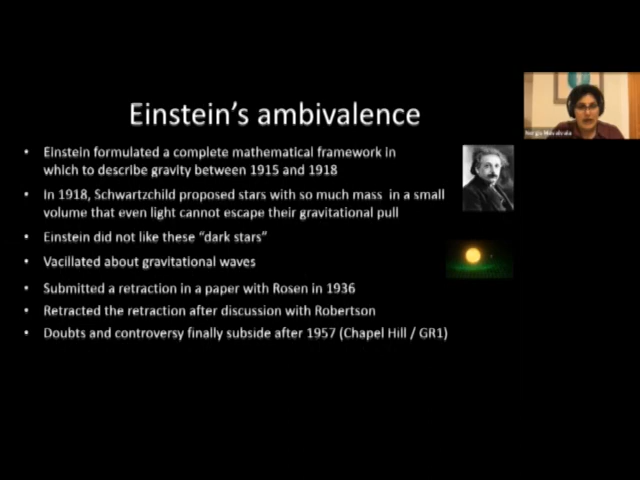 Einstein's ambivalence
Nergis Mavalvala
• Einstein formulated a complete mathematical framework in
which to describe gravity between 1915 and 1918
• In 1918, Schwartzchild proposed stars with so much mass in a small
volume that even light cannot escape their gravitational pull
• Einstein did not like these “dark stars”
• Vacillated about gravitational waves
• Submitted a retraction in a paper with Rosen in 1936
• Retracted the retraction after discussion with Robertson
• Doubts and controversy finally subside after 1957 (Chapel Hill / GR1)